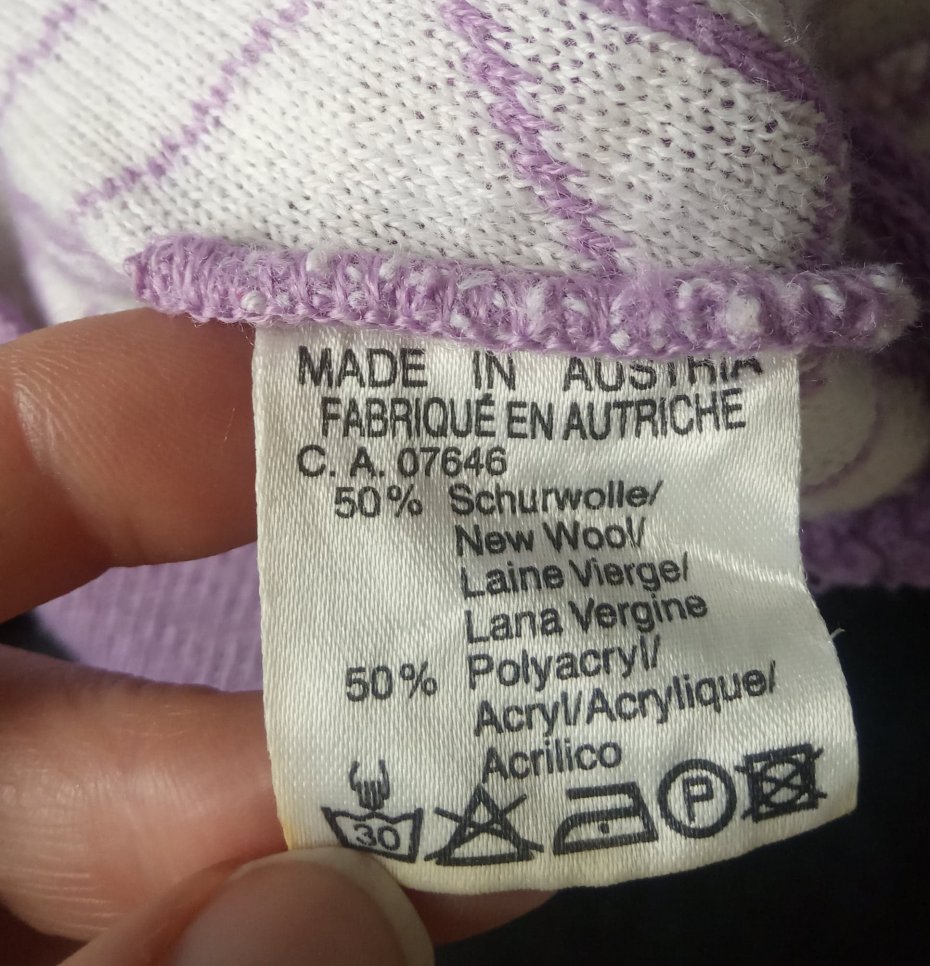 MADE IN AUSTRIA
FABRIQUÉ EN AUTRICHE
C. A. 07646
50% Schurwolle/
New Wool/
Laine Vierge/
Lana Vergine
50% Polyacryl/
Acryl/Acrylique/
Acrilico
30 P